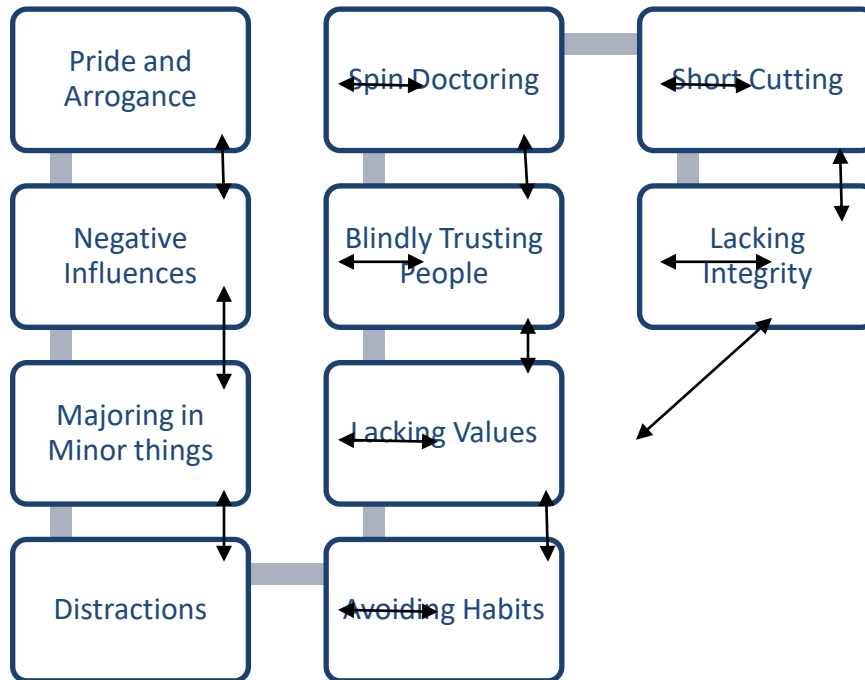 Pride and
Arrogance
Negative
Influences
Majoring in
Minor things
Distractions
Avoiding Habits
Lacking Values
Blindly Trusting
People
Spin Doctoring
Short Cutting
Lacking
Integrity